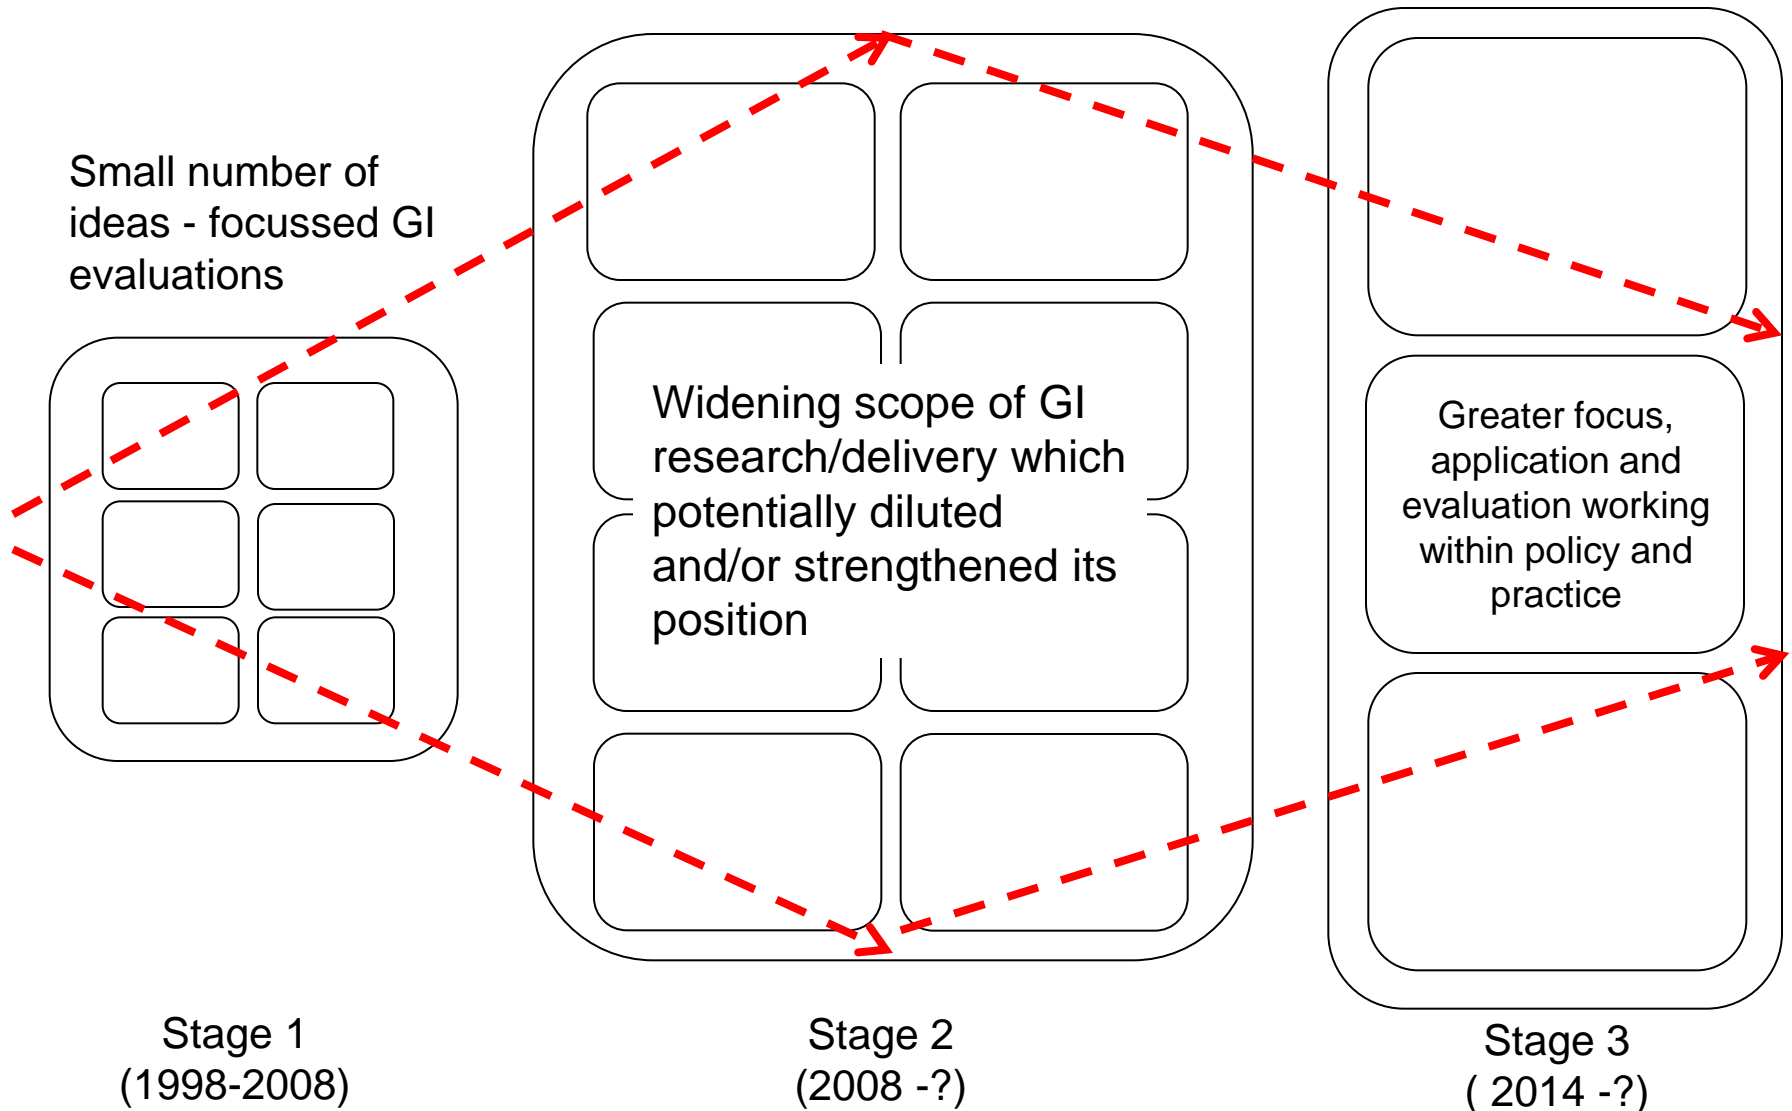 Small number of
ideas - focussed GI
evaluations
Widening scope of GI
research/delivery which
potentially diluted
and/or strengthened its
position
Greater focus,
application and
evaluation working
within policy and
practice
Stage 1
(1998-2008)
Stage 2
(2008 -?)
Stage 3
( 2014 -?)